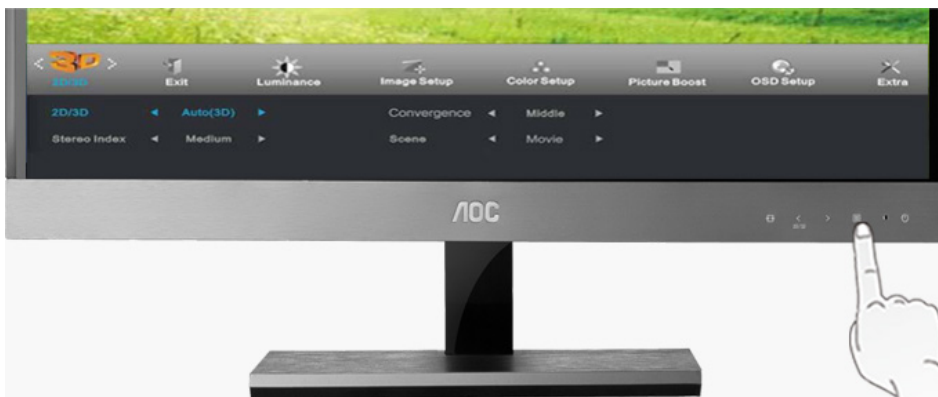 < 3D >
2D/3D Exit Luminance Image Setup Color Setup Picture Boost OSD Setup Extra
2D/3D ◄ Auto(3D) ► Convergence ◄ Middle ►
Stereo Index ◄ Medium ► Scene ◄ Movie ►
AOC